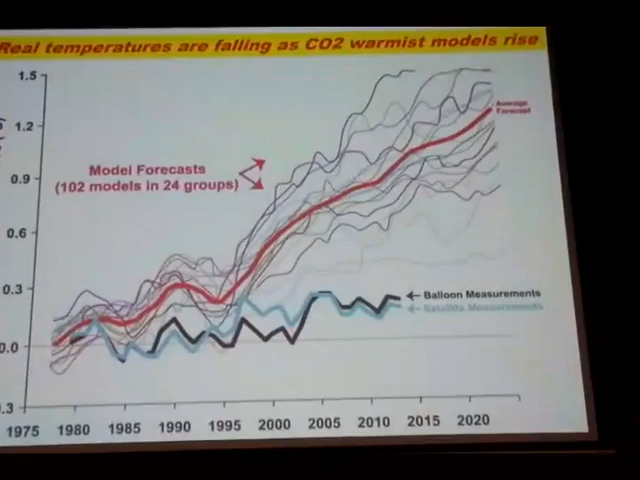 Real temperatures are falling as CO2 warmist models rise
1.5
1.2
0.9
0.6
0.3
0.0
.3
Model Forecasts
(102 models in 24 groups)
Average
Forecast
Balloon Measurements
Satellite Measurements
1975 1980 1985 1990 1995 2000 2005 2010 2015 2020